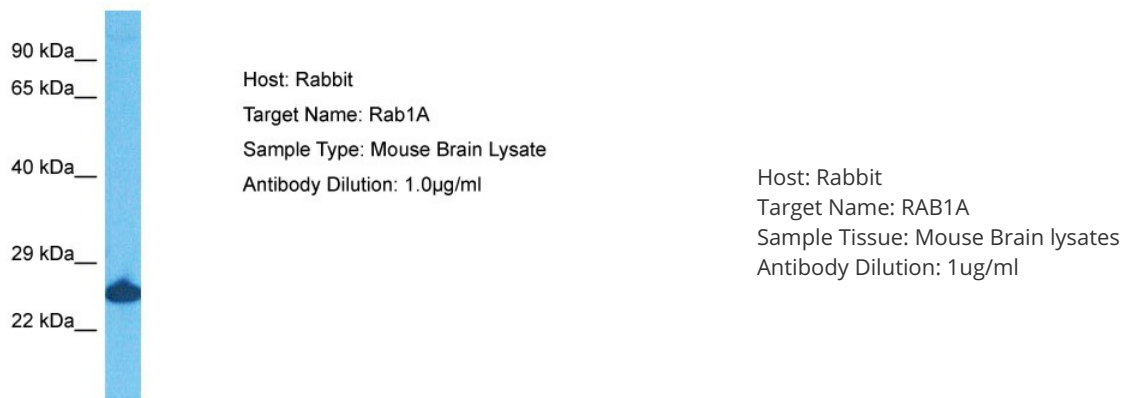 90 kDa__
65 kDa__
40 kDa__
29 kDa__
22 kDa__
Host: Rabbit
Target Name: Rab1A
Sample Type: Mouse Brain Lysate
Antibody Dilution: 1.0µg/ml
Host: Rabbit
Target Name: RAB1A
Sample Tissue: Mouse Brain lysates
Antibody Dilution: 1ug/ml